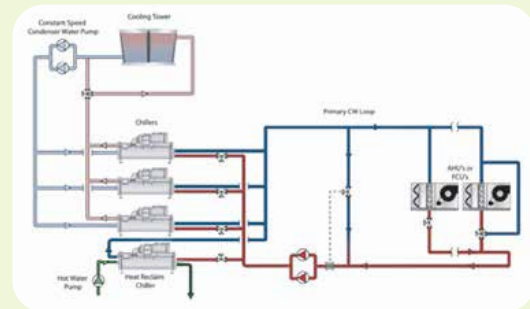 Cooling Tower
Constant Speed
Condenser Water Pump
Primary CW Loop
Chillers
AHU's or
FCU's
Hot Water
Pump
Heat Reclaim
Chiller